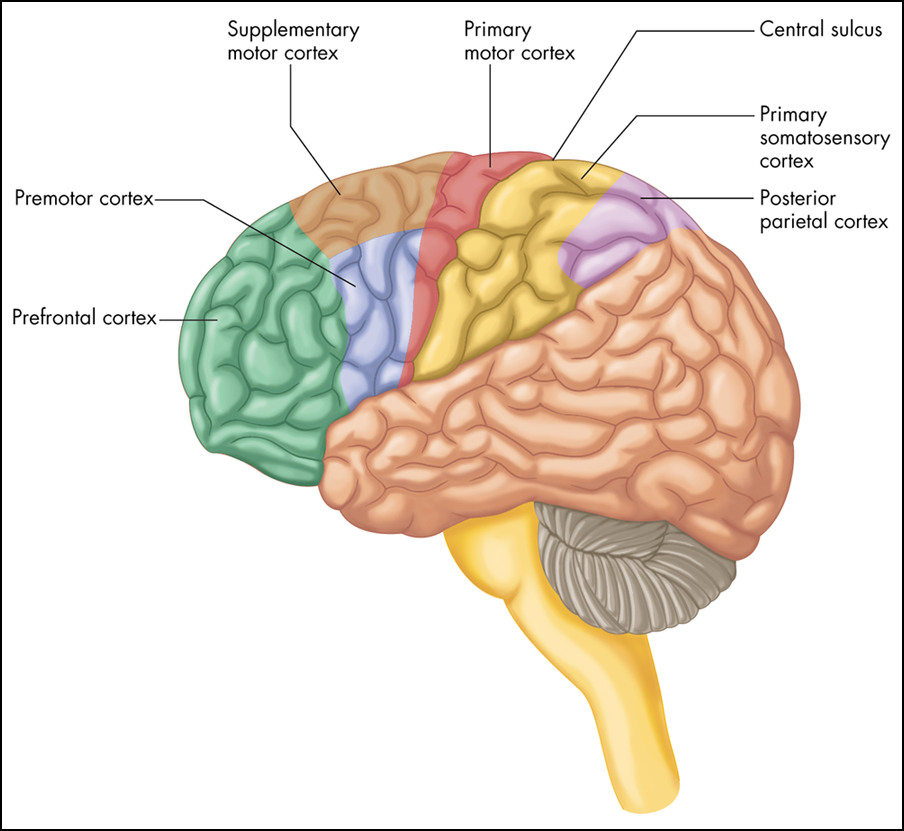 Supplementary
motor cortex
Primary
motor cortex
Central sulcus
Primary
somatosensory
cortex
Premotor cortex
Posterior
parietal cortex
Prefrontal cortex